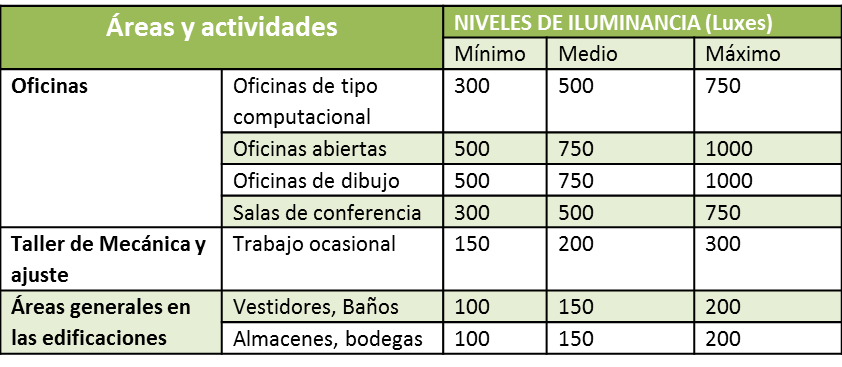 Áreas y actividades
NIVELES DE ILUMINANCIA (Luxes)
Mínimo Medio Máximo
Oficinas Oficinas de tipo 300 500 750
computacional
Oficinas abiertas 500 750 1000
Oficinas de dibujo 500 750 1000
Salas de conferencia 300 500 750
Taller de Mecánica y Trabajo ocasional 150 200 300
ajuste
Áreas generales en Vestidores, Baños 100 150 200
las edificaciones Almacenes, bodegas 100 150 200